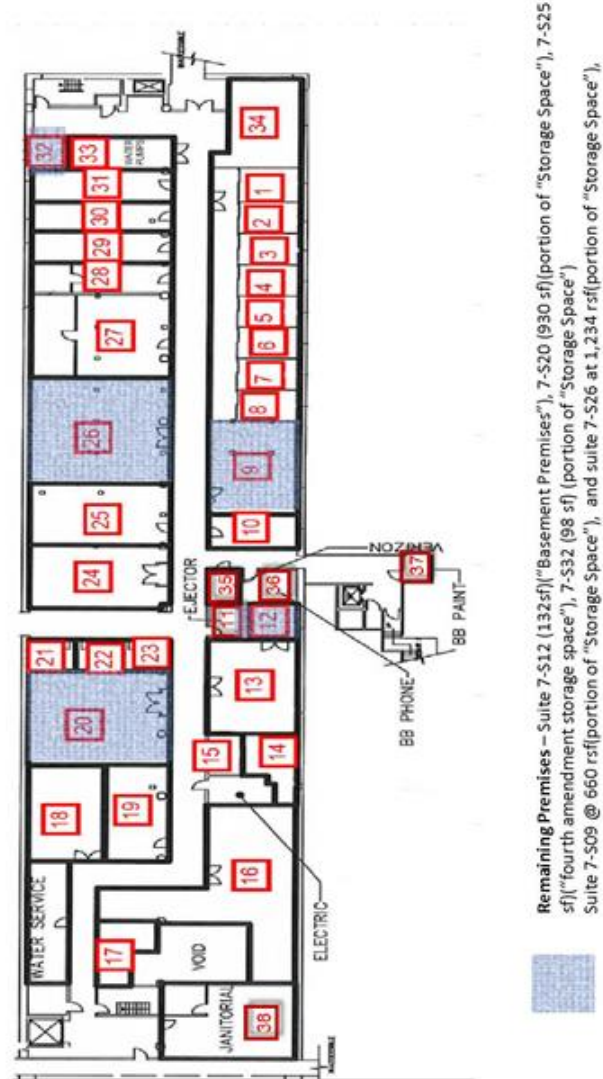 WATER SERVICE
21
32
18
20
22
24
25
26
28
29
30
31
33
17
19
27
WATER
PUMPS
23
VOID
EJECTOR
JANITORIAL
15
11
35
38
16
14
13
12
36
10
9
8
7
6
5
4
3
2
1
34
ELECTRIC
VERIZON
BB PHONE
37
BB PAINT
Remaining Premises – Suite 7-S12 (132sf)(“Basement Premises”), 7-S20 (930 sf)(portion of “Storage Space”), 7-S25
sf)(“fourth amendment storage space”), 7-S32 (98 sf) (portion of “Storage Space”)
Suite 7-S09 @ 660 rsf(portion of “Storage Space”), and suite 7-S26 at 1,234 rsf(portion of “Storage Space”),